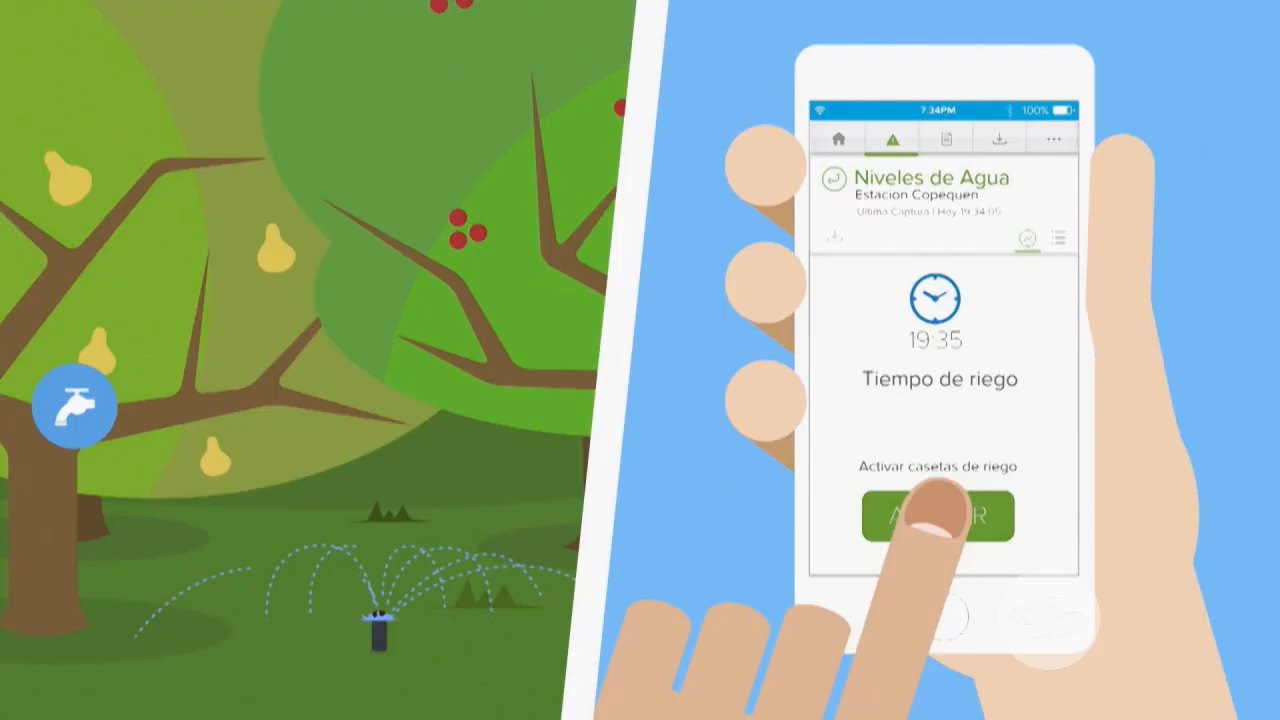 7:34PM
100%
Niveles de Agua
Estacion Copequen
Ultima Captura | Hoy 19:34:05
19:35
Tiempo de riego
Activar casetas de riego